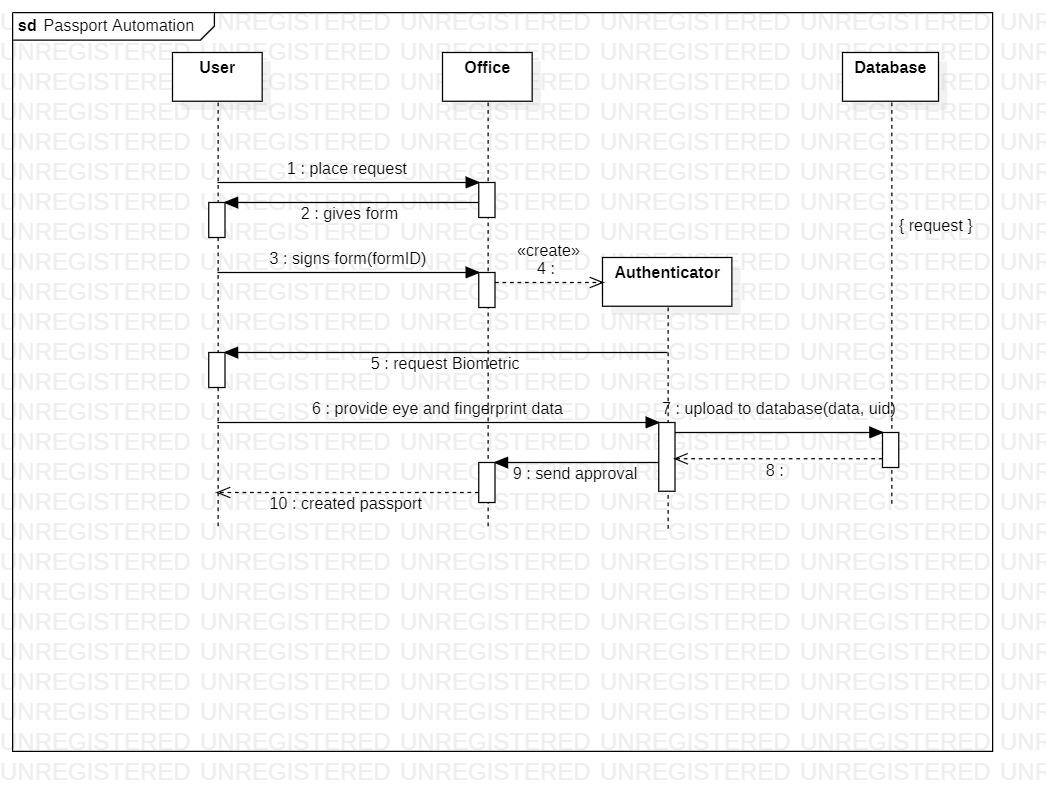 sd Passport Automation
User
Office
Database
1 : place request
2 : gives form
{ request }
3 : signs form(formID)
«create»
4 :
Authenticator
5 : request Biometric
6 : provide eye and fingerprint data
7 : upload to database(data, uid)
8 :
9 : send approval
10 : created passport
UNREGISTERED